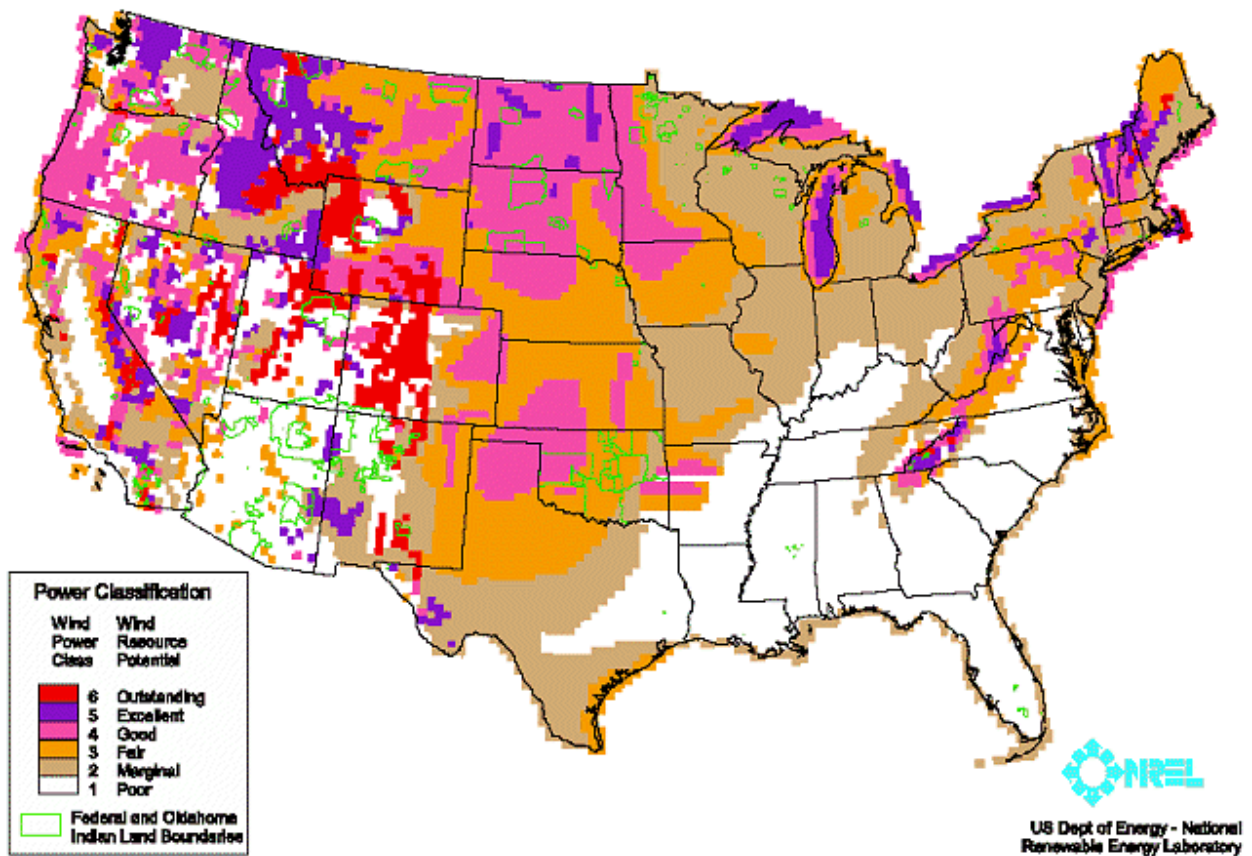 Power Classification
Wind Wind
Power Resource
Class Potential
6 Outstanding
5 Excellent
4 Good
3 Fair
2 Marginal
1 Poor
Federal and Oklahoma
Indian Land Boundaries
NREL
US Dept of Energy - National
Renewable Energy Laboratory